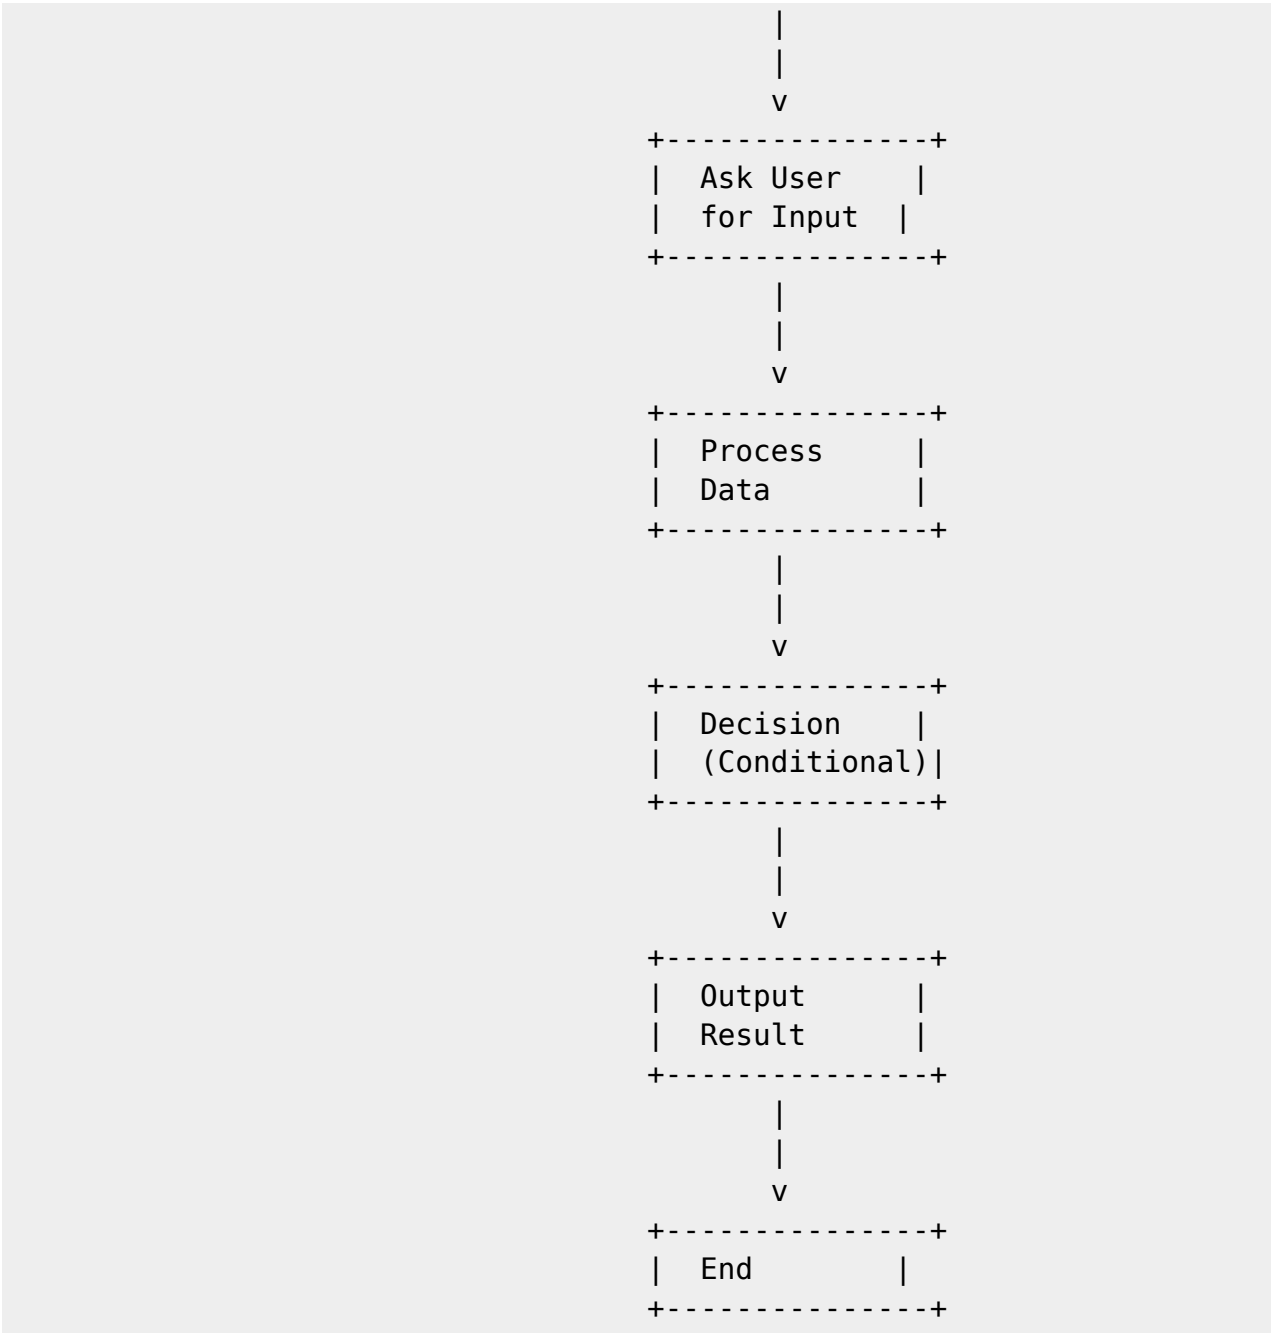 |
|
v
+---------------+
|  Ask User    |
|  for Input  |
+---------------+
|
|
v
+---------------+
|  Process     |
|  Data        |
+---------------+
|
|
v
+---------------+
|  Decision    |
|  (Conditional)|
+---------------+
|
|
v
+---------------+
|  Output      |
|  Result      |
+---------------+
|
|
v
+---------------+
|  End        |
+---------------+